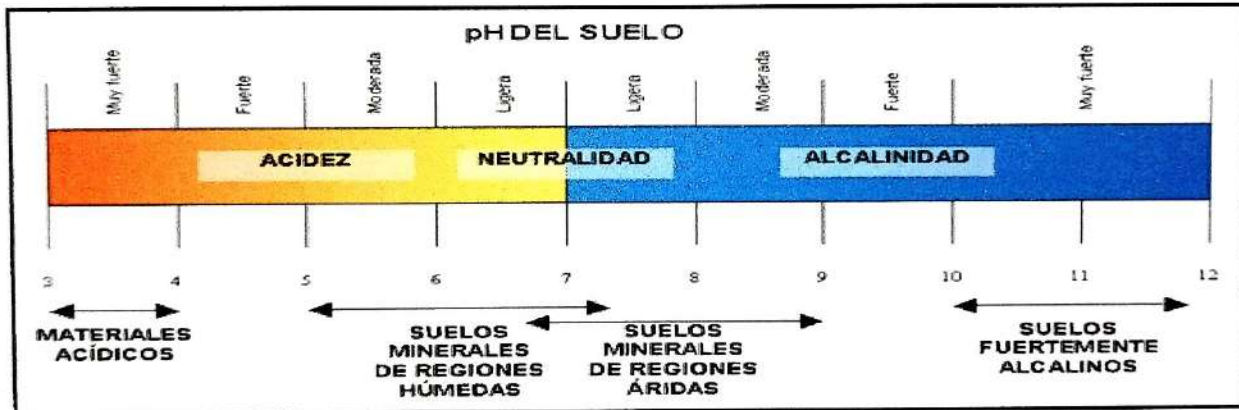 pH DEL SUELO
Muy fuerte
Fuerte
Moderada
Ligera
Ligera
Moderada
Fuerte
Muy fuerte
ACIDEZ
NEUTRALIDAD
ALCALINIDAD
3 4 5 6 7 8 9 10 11 12
MATERIALES
ACÍDICOS
SUELOS
MINERALES
DE REGIONES
HÚMEDAS
SUELOS
MINERALES
DE REGIONES
ÁRIDAS
SUELOS
FUERTEMENTE
ALCALINOS